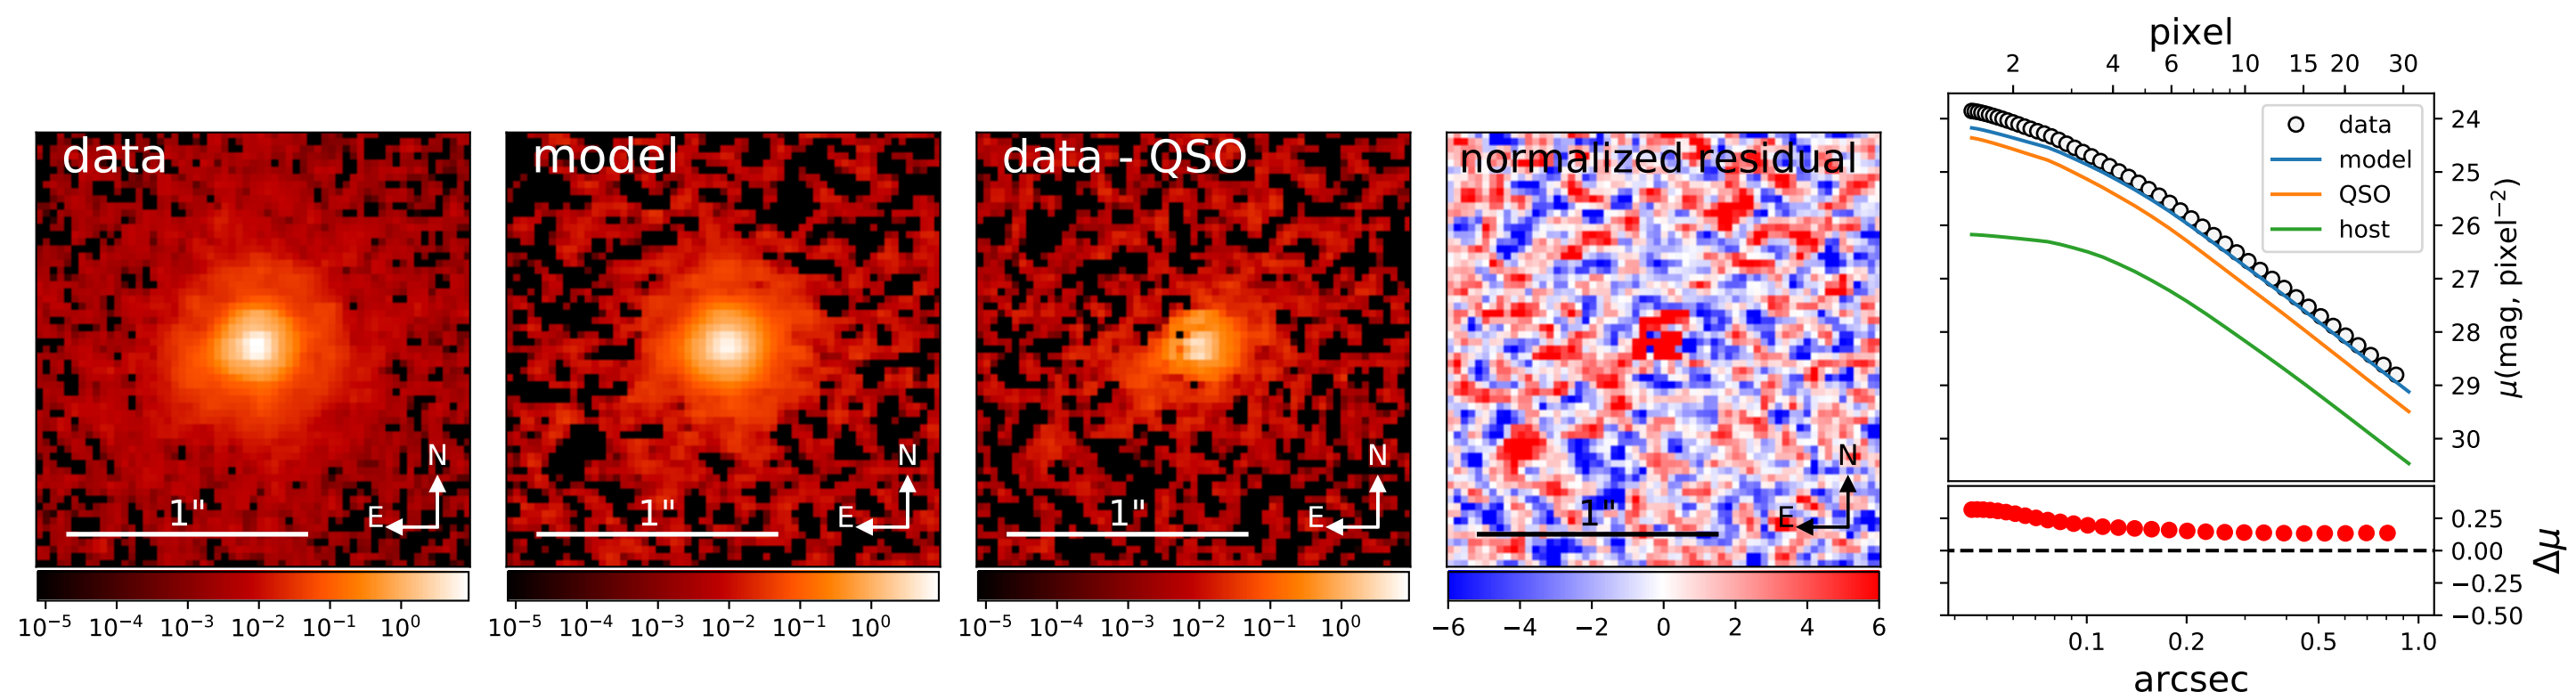 data
N
E
1"
10⁻⁵ 10⁻⁴ 10⁻³ 10⁻² 10⁻¹ 10⁰
model
N
E
1"
10⁻⁵ 10⁻⁴ 10⁻³ 10⁻² 10⁻¹ 10⁰
data - QSO
N
E
1"
10⁻⁵ 10⁻⁴ 10⁻³ 10⁻² 10⁻¹ 10⁰
normalized residual
N
E
1"
−6 −4 −2 0 2 4 6
pixel
2 4 6 10 15 20 30
data
model
QSO
host
24
25
26
27
28
29
30
μ(mag, pixel⁻²)
0.25
0.00
−0.25
−0.50
Δμ
0.1 0.2 0.5 1.0
arcsec